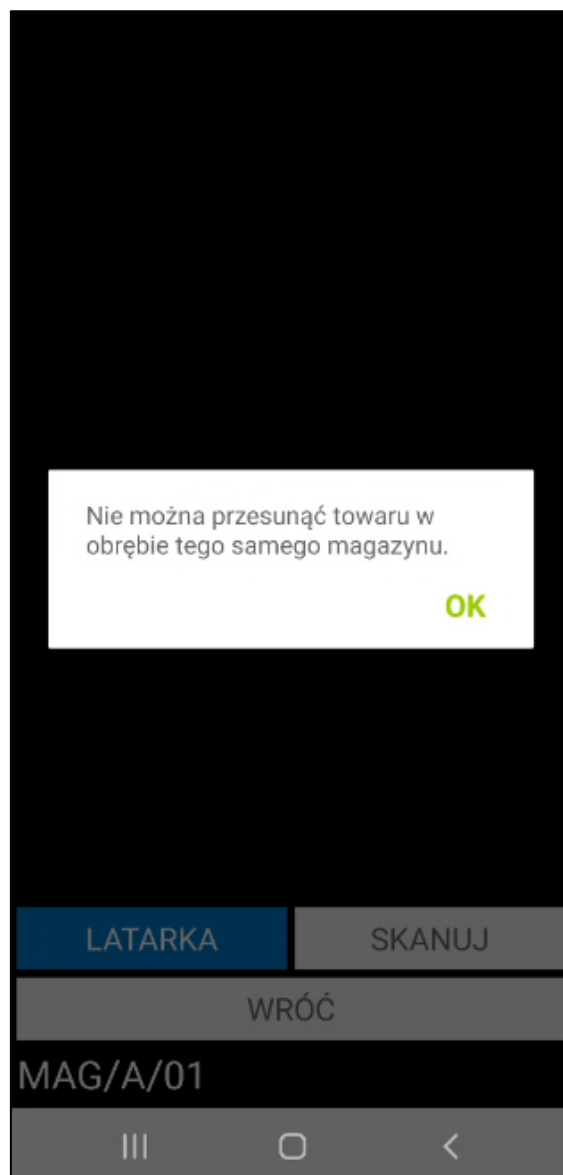 Nie można przesunąć towaru w
obrębie tego samego magazynu.
OK
LATARKA SKANUJ
WRÓĆ
MAG/A/01